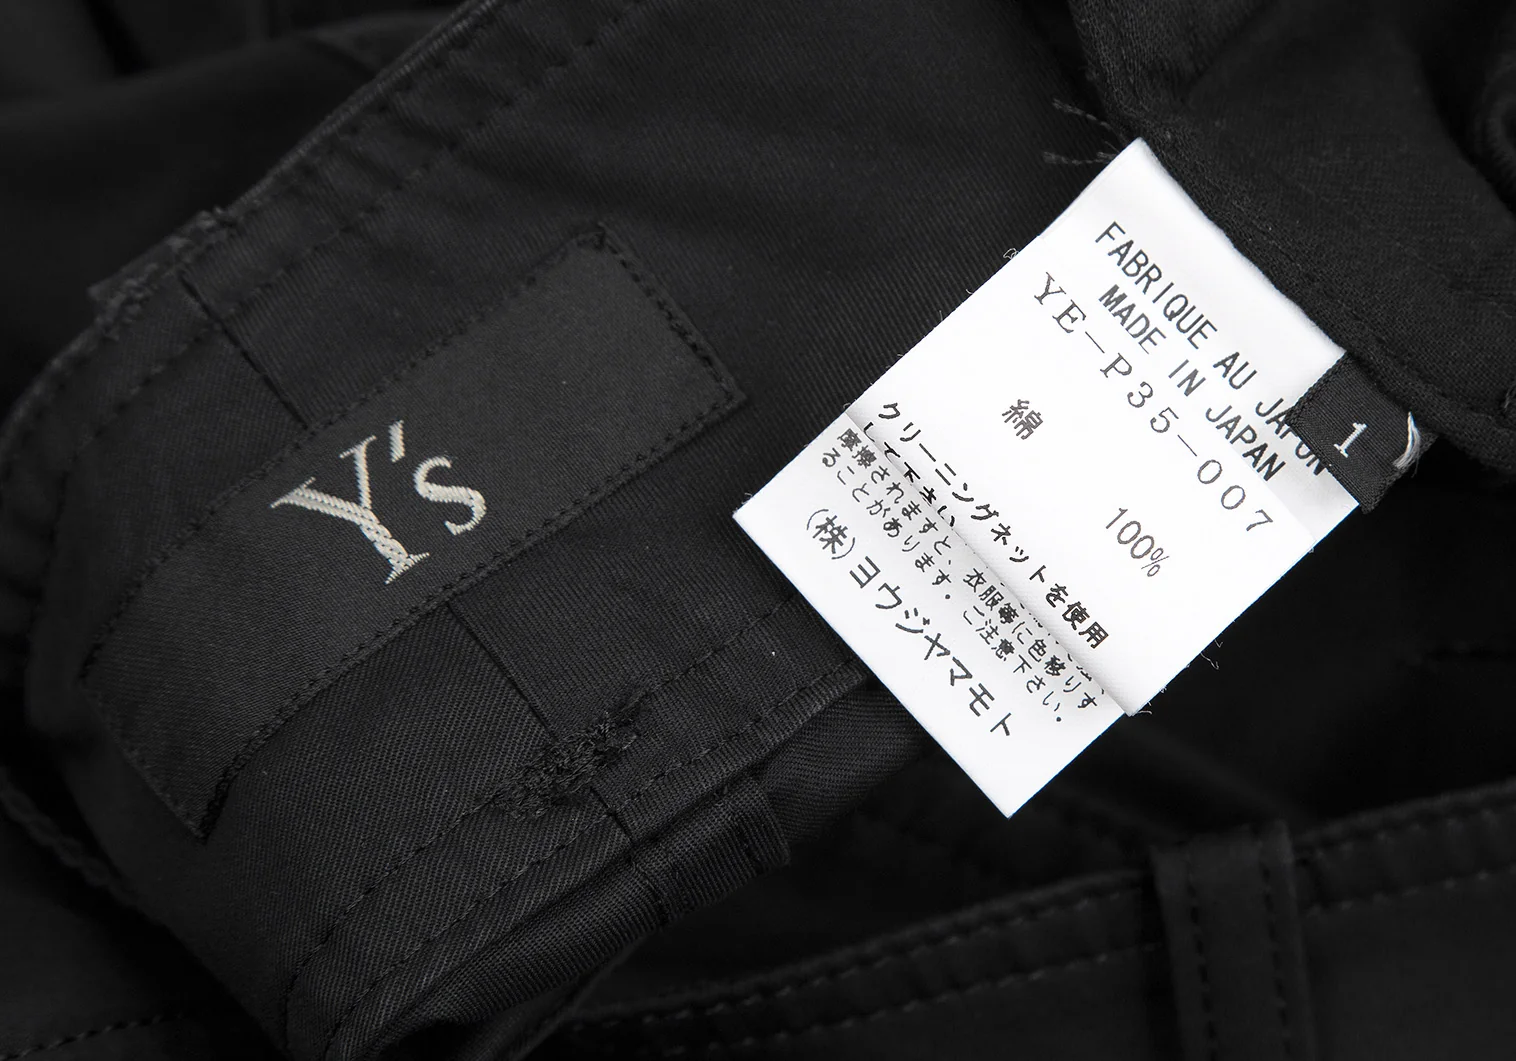 Y's
FABRIQUE AU JAPON
MADE IN JAPAN
YE-P35-007
綿 100%
クリーニングネットを使用
して下さい。
摩擦されますと、衣服等に色移りす
ることがあります。ご注意下さい。
(株)ヨウジヤマモト
1